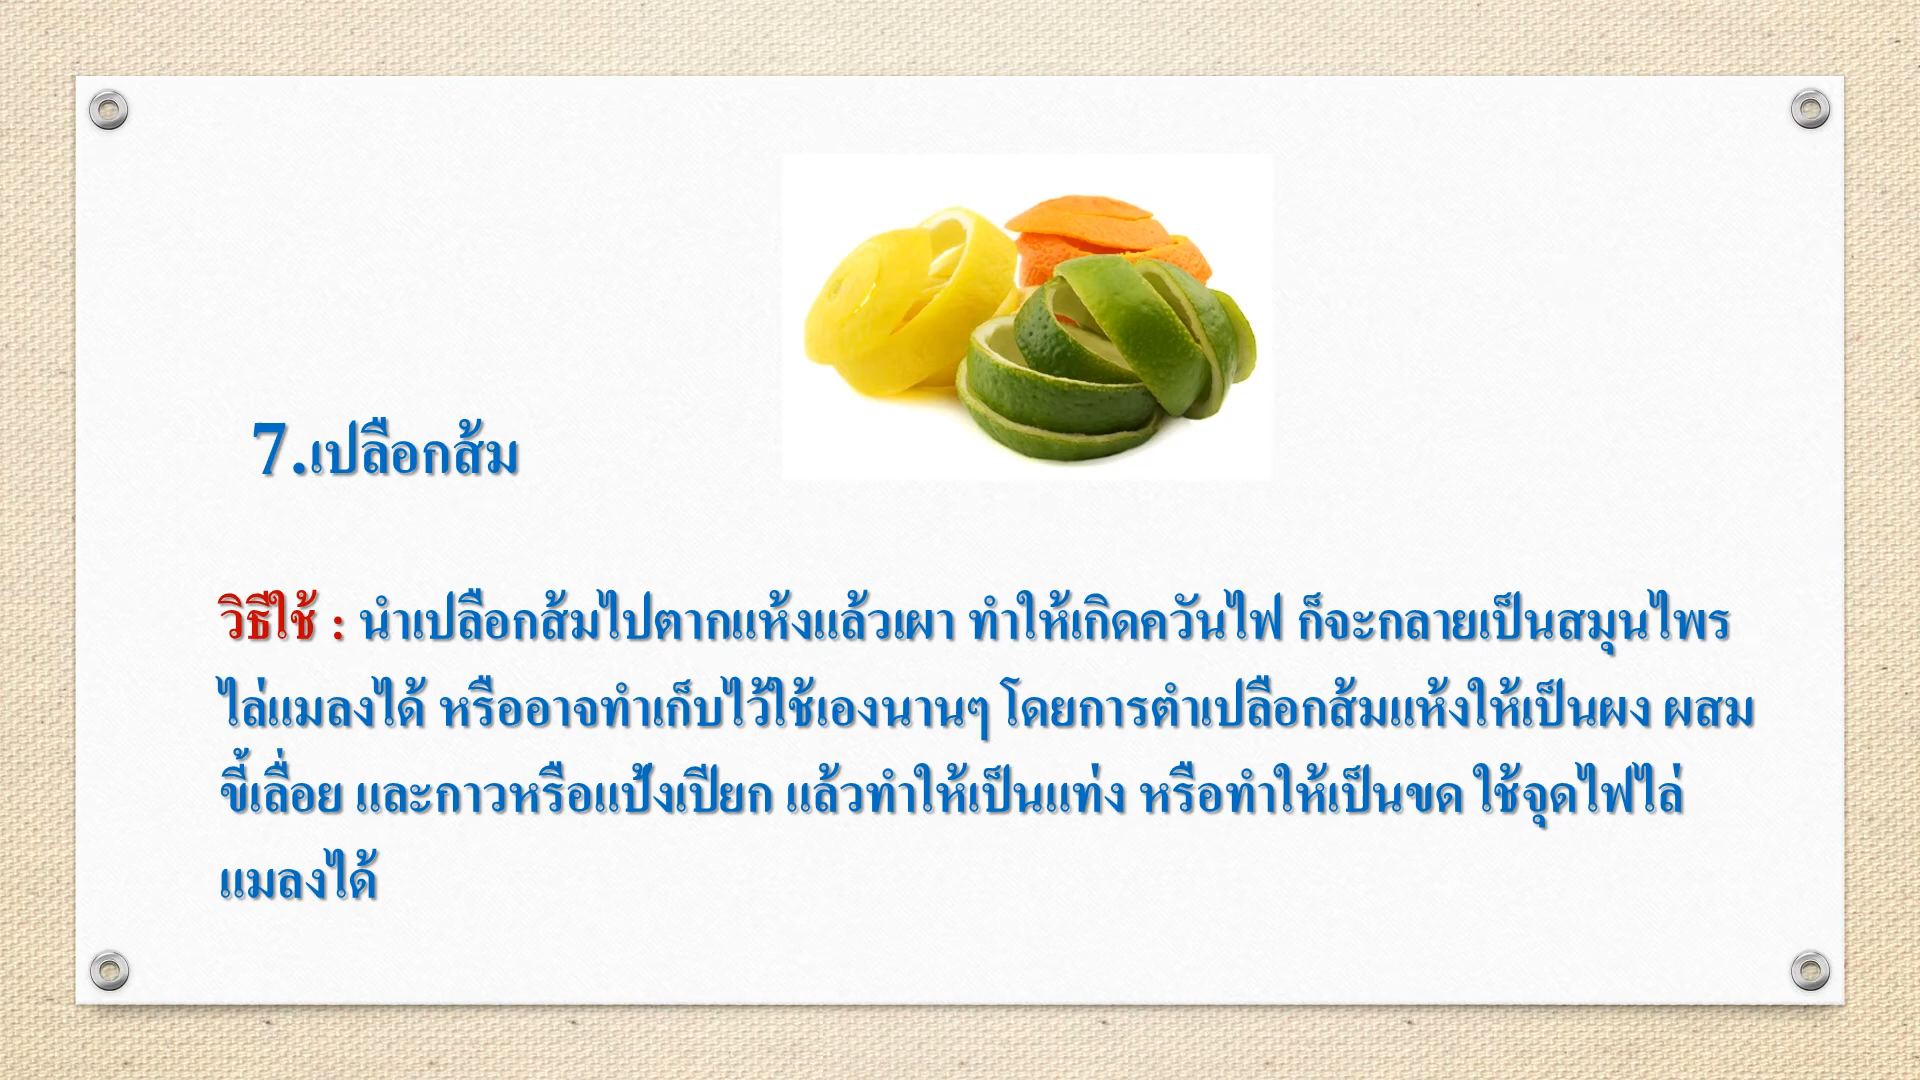 7.เปลือกส้ม
วิธีใช้ : นำเปลือกส้มไปตากแห้งแล้วเผา ทำให้เกิดควันไฟ ก็จะกลายเป็นสมุนไพร
ไล่แมลงได้ หรืออาจทำเก็บไว้ใช้เองนานๆ โดยการตำเปลือกส้มแห้งให้เป็นผง ผสม
ขี้เลื่อย และกาวหรือแป้งเปียก แล้วทำให้เป็นแท่ง หรือทำให้เป็นขด ใช้จุดไฟไล่
แมลงได้